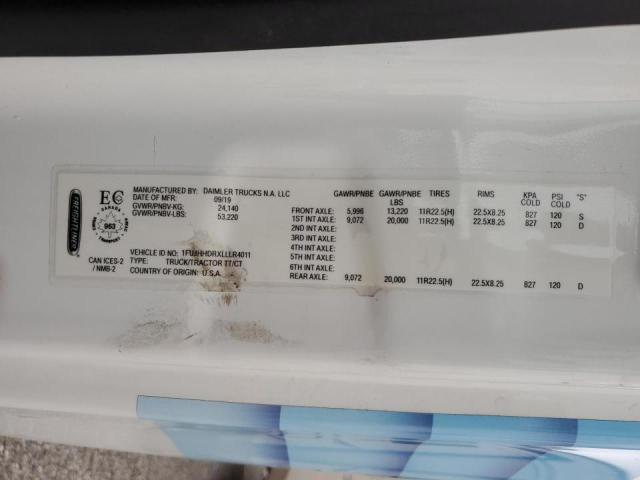 FREIGHTLINER
EC
CANADA
963
TRANSPORT
CAN ICES-2
/ NMB-2
MANUFACTURED BY: DAIMLER TRUCKS N.A. LLC
DATE OF MFR: 09/19
GVWR/PNBV-KG: 24,140
GVWR/PNBV-LBS: 53,220
VEHICLE ID NO.:
TYPE: TRUCK/TRACTOR TT/CT
COUNTRY OF ORIGIN: U.S.A.
GAWR/PNBE GAWR/PNBE TIRES RIMS KPA PSI "S"
LBS COLD COLD
FRONT AXLE: 5,996 13,220 11R22.5(H) 22.5X8.25 827 120 S
1ST INT AXLE: 9,072 20,000 11R22.5(H) 22.5X8.25 827 120 D
2ND INT AXLE:
3RD INT AXLE:
4TH INT AXLE:
5TH INT AXLE:
6TH INT AXLE:
REAR AXLE: 9,072 20,000 11R22.5(H) 22.5X8.25 827 120 D